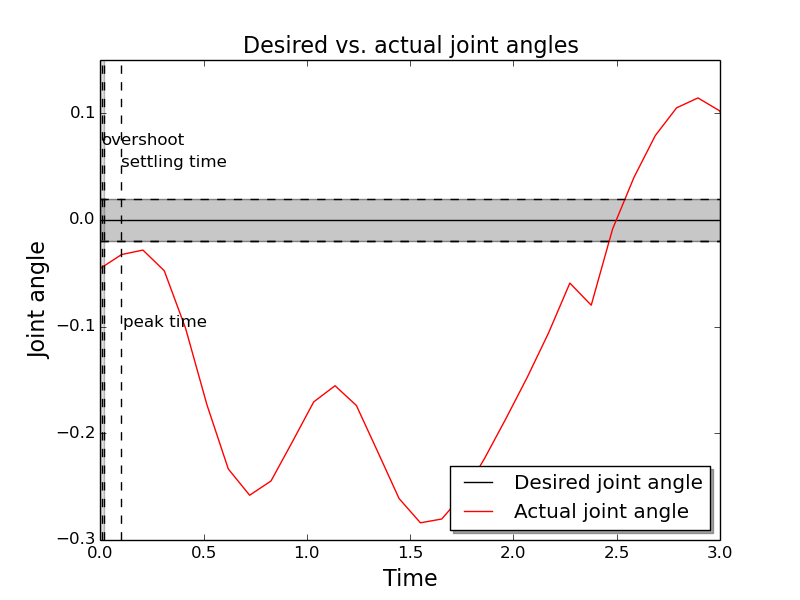 Desired vs. actual joint angles
0.1
overshoot
settling time
0.0
Joint angle
−0.1
peak time
−0.2
Desired joint angle
Actual joint angle
−0.3
0.0 0.5 1.0 1.5 2.0 2.5 3.0
Time